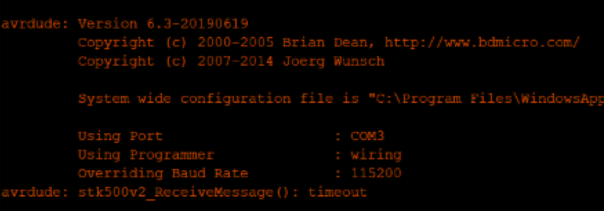 avrdude: Version 6.3-20190619
Copyright (c) 2000-2005 Brian Dean, http://www.bdmicro.com/
Copyright (c) 2007-2014 Joerg Wunsch
System wide configuration file is "C:\Program Files\WindowsApp
Using Port : COM3
Using Programmer : wiring
Overriding Baud Rate : 115200
avrdude: stk500v2_ReceiveMessage(): timeout